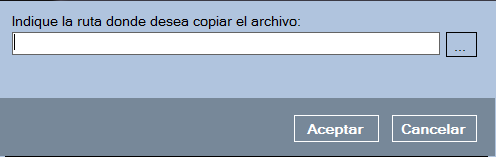 Indique la ruta donde desea copiar el archivo:
...
Aceptar Cancelar